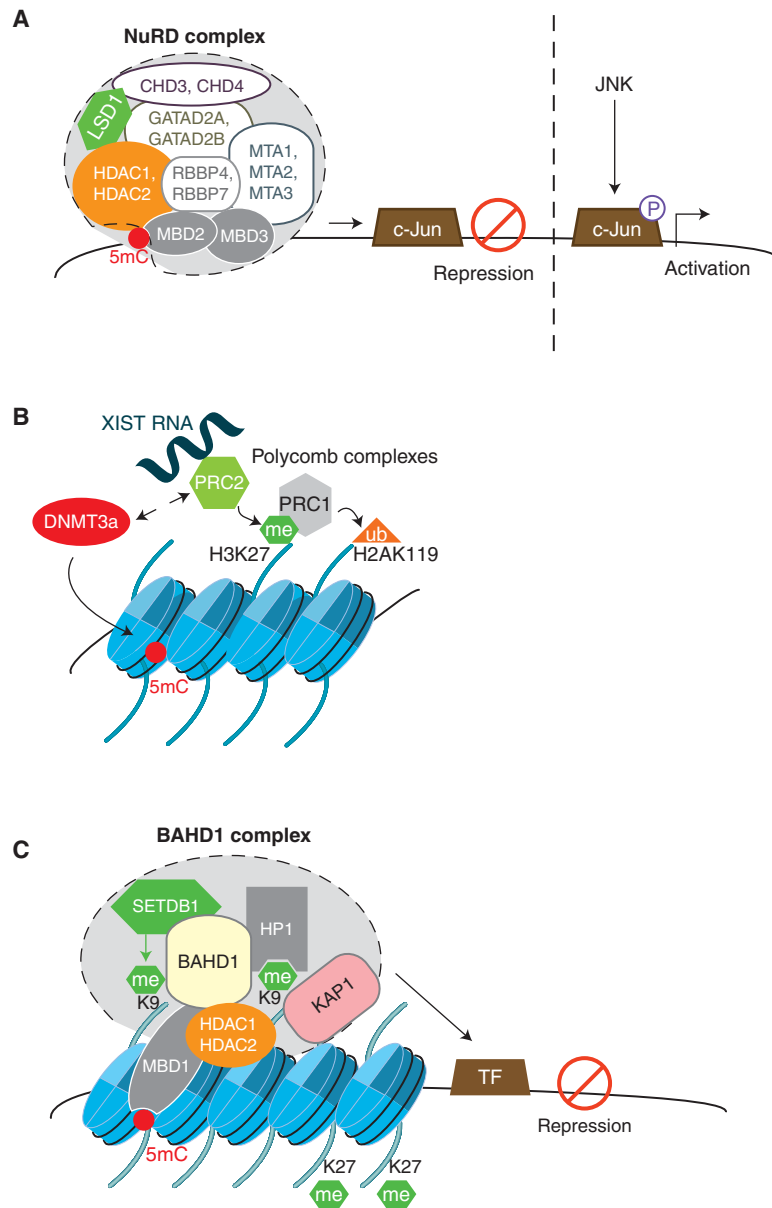 A
NuRD complex
CHD3, CHD4
LSD1
GATAD2A,
GATAD2B
HDAC1,
HDAC2
RBBP4,
RBBP7
MTA1,
MTA2,
MTA3
MBD2
MBD3
5mC
c-Jun
Repression
JNK
c-Jun
P
Activation
B
XIST RNA
Polycomb complexes
PRC2
PRC1
DNMT3a
me
ub
H3K27
H2AK119
5mC
BAHD1 complex
C
SETDB1
HP1
BAHD1
me
K9
me
K9
KAP1
HDAC1
HDAC2
MBD1
TF
Repression
5mC
K27
me
K27
me